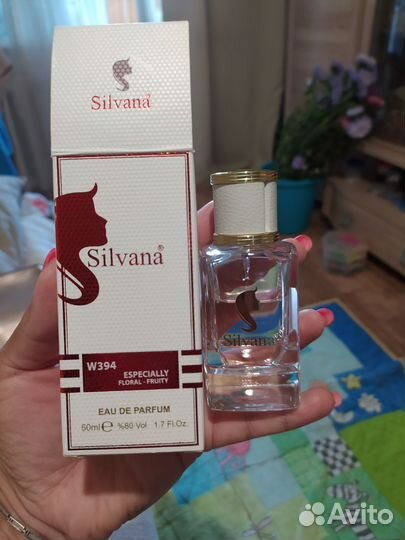 Silvana®
Silvana®
W394
ESPECIALLY
FLORAL - FRUITY
EAU DE PARFUM
50ml e %80 Vol 1.7 Fl.Oz.
Silvana®
Avito